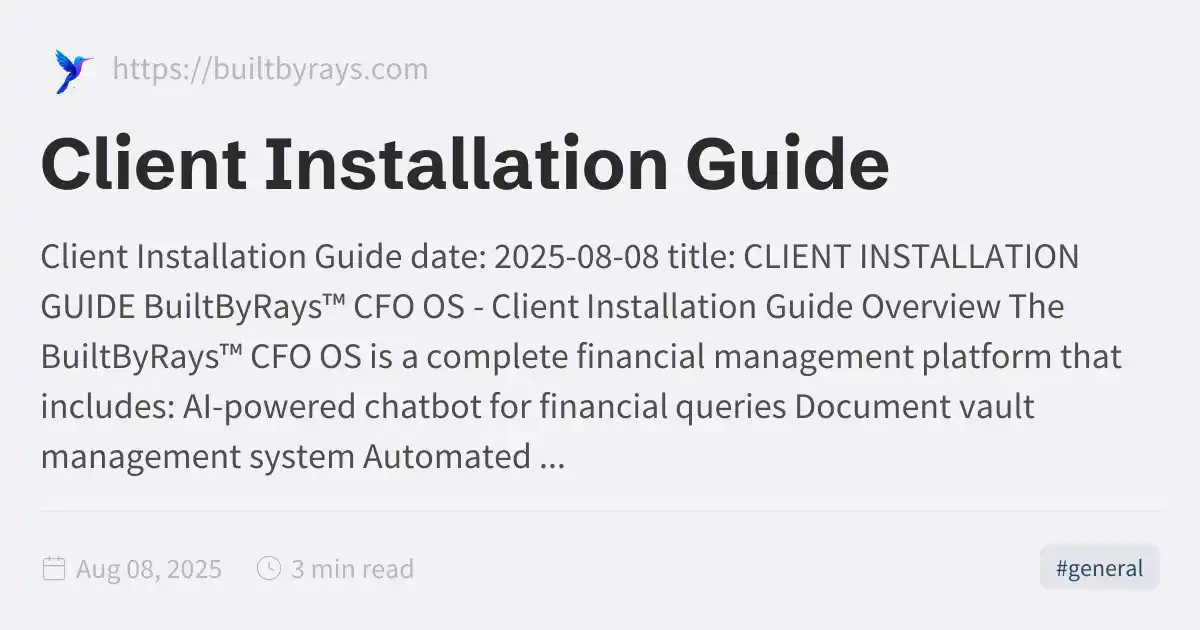 https://builtbyrays.com
Client Installation Guide
Client Installation Guide date: 2025-08-08 title: CLIENT INSTALLATION
GUIDE BuiltByRays™ CFO OS - Client Installation Guide Overview The
BuiltByRays™ CFO OS is a complete financial management platform that
includes: AI-powered chatbot for financial queries Document vault
management system Automated ...
Aug 08, 2025
3 min read
#general